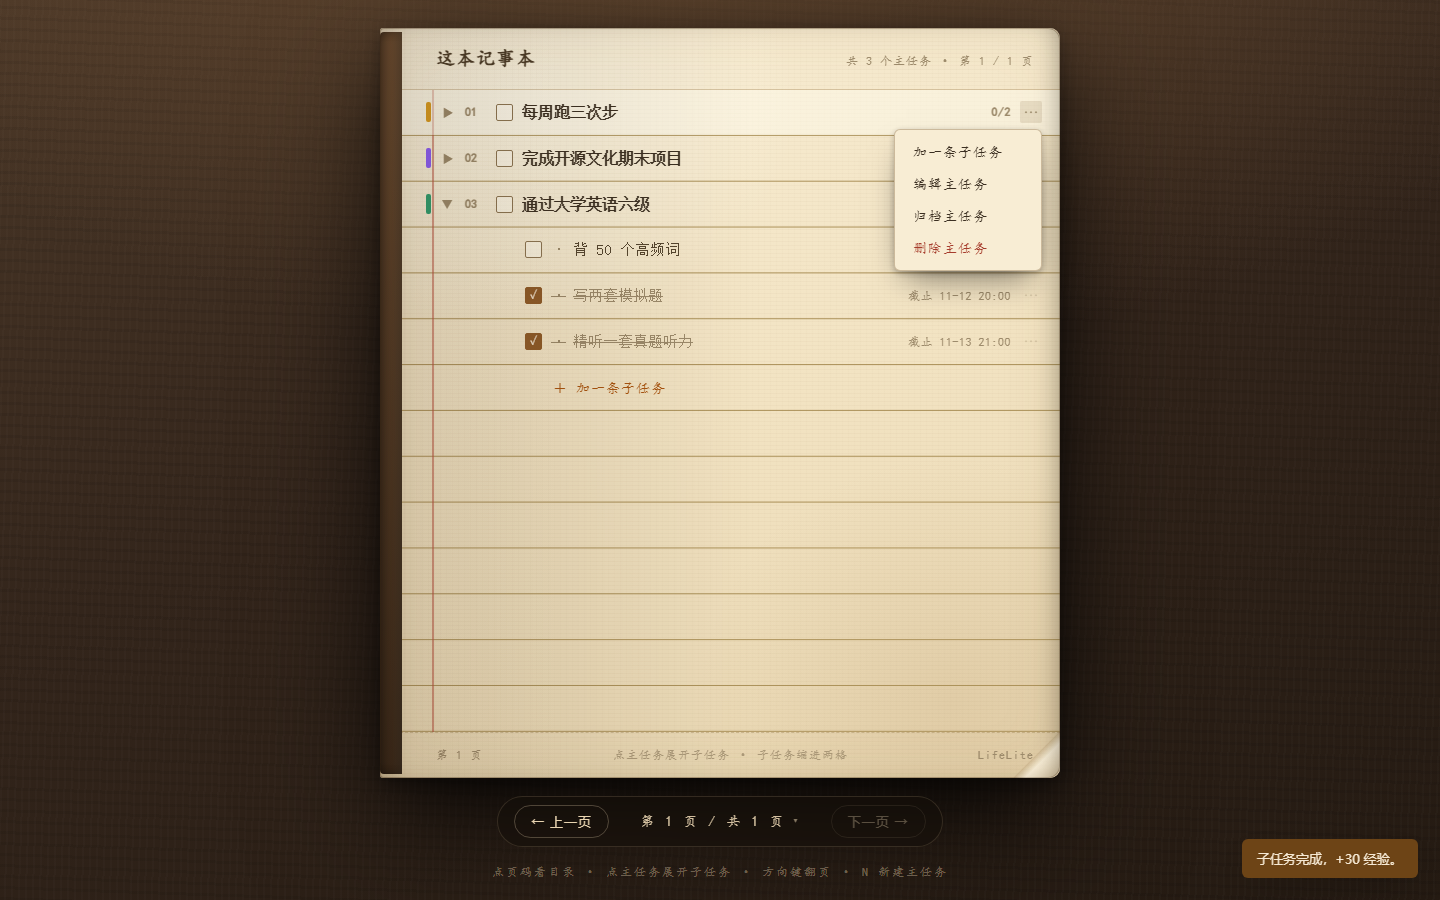 这本记事本
共 3 个主任务 • 第 1 / 1 页
01 每周跑三次步 0/2 ···
02 完成开源文化期末项目
03 通过大学英语六级
加一条子任务
编辑主任务
归档主任务
删除主任务
· 背 50 个高频词
· 写两套模拟题 截止 11-12 20:00 ···
· 精听一套真题听力 截止 11-13 21:00 ···
+ 加一条子任务
第 1 页 点主任务展开子任务 • 子任务缩进两格 LifeLite
← 上一页 第 1 页 / 共 1 页 下一页 →
点页码看目录 • 点主任务展开子任务 • 方向键翻页 • N 新建主任务
子任务完成，+30 经验。